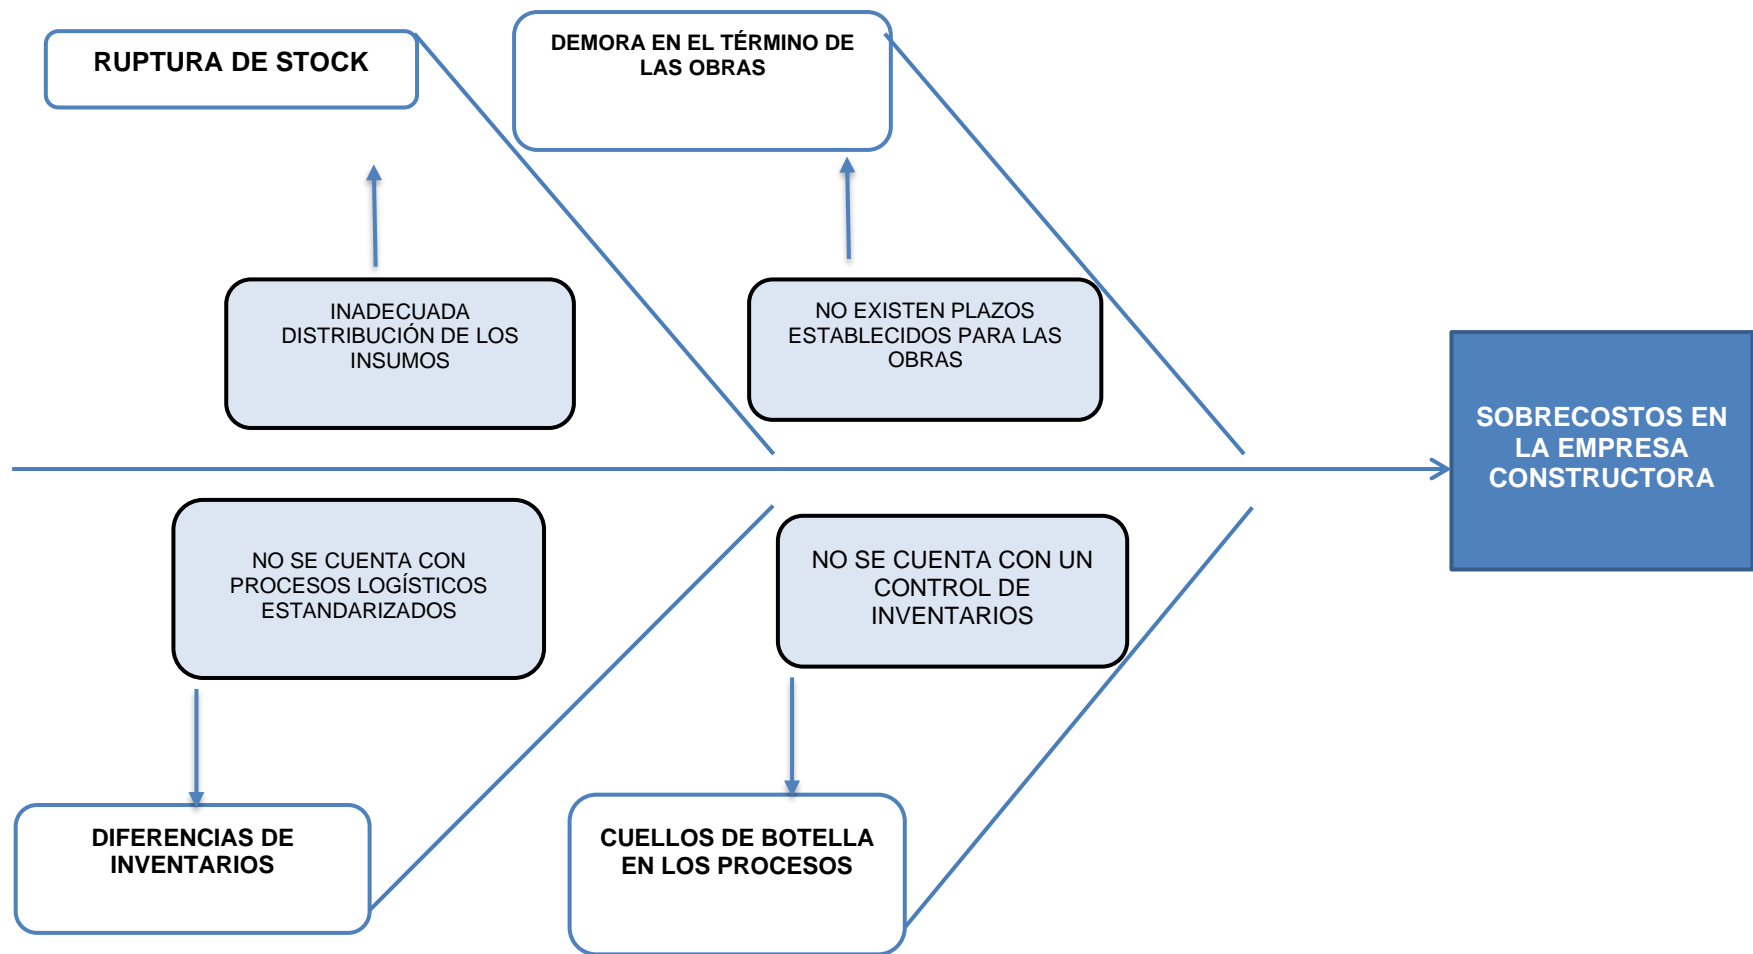 RUPTURA DE STOCK
DEMORA EN EL TÉRMINO DE
LAS OBRAS
INADECUADA
DISTRIBUCIÓN DE LOS
INSUMOS
NO EXISTEN PLAZOS
ESTABLECIDOS PARA LAS
OBRAS
SOBRECOSTOS EN
LA EMPRESA
CONSTRUCTORA
NO SE CUENTA CON
PROCESOS LOGÍSTICOS
ESTANDARIZADOS
NO SE CUENTA CON UN
CONTROL DE
INVENTARIOS
DIFERENCIAS DE
INVENTARIOS
CUELLOS DE BOTELLA
EN LOS PROCESOS